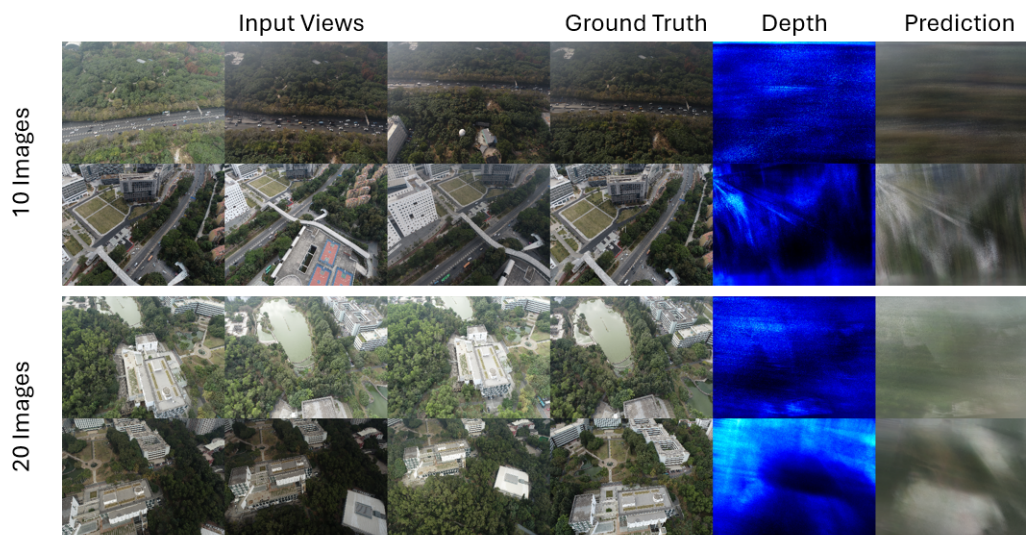 Input Views
Ground Truth
Depth
Prediction
10 Images
20 Images